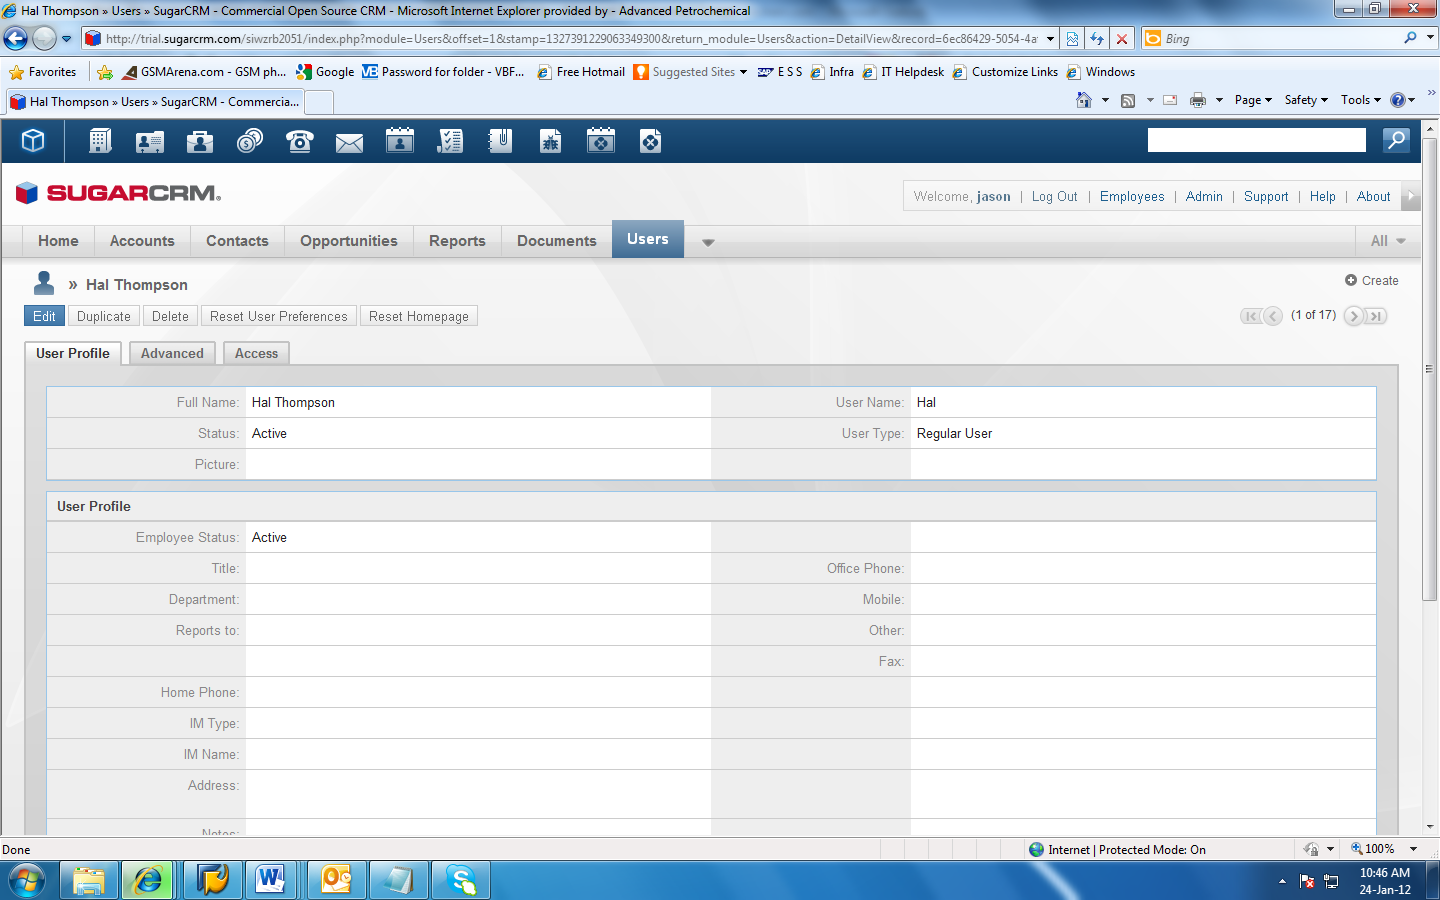 Hal Thompson » Users » SugarCRM - Commercial Open Source CRM - Microsoft Internet Explorer provided by - Advanced Petrochemical
http://trial.sugarcrm.com/siwzrb2051/index.php?module=Users&offset=1&stamp=1327391229063349300&return_module=Users&action=DetailView&record=6ec86429-5054-4a
Bing
Favorites GSMArena.com - GSM ph... Google VB Password for folder - VBF... Free Hotmail Suggested Sites SAP E S S Infra IT Helpdesk Customize Links Windows
Hal Thompson » Users » SugarCRM - Commercia... Page Safety Tools
SUGARCRM.
Welcome, jason | Log Out | Employees | Admin | Support | Help | About
Home Accounts Contacts Opportunities Reports Documents Users All
» Hal Thompson Create
Edit Duplicate Delete Reset User Preferences Reset Homepage (1 of 17)
User Profile Advanced Access
Full Name: Hal Thompson User Name: Hal
Status: Active User Type: Regular User
Picture:
User Profile
Employee Status: Active
Title: Office Phone:
Department: Mobile:
Reports to: Other:
Fax:
Home Phone:
IM Type:
IM Name:
Address:
Notes:
Done Internet | Protected Mode: On 100%
10:46 AM
24-Jan-12